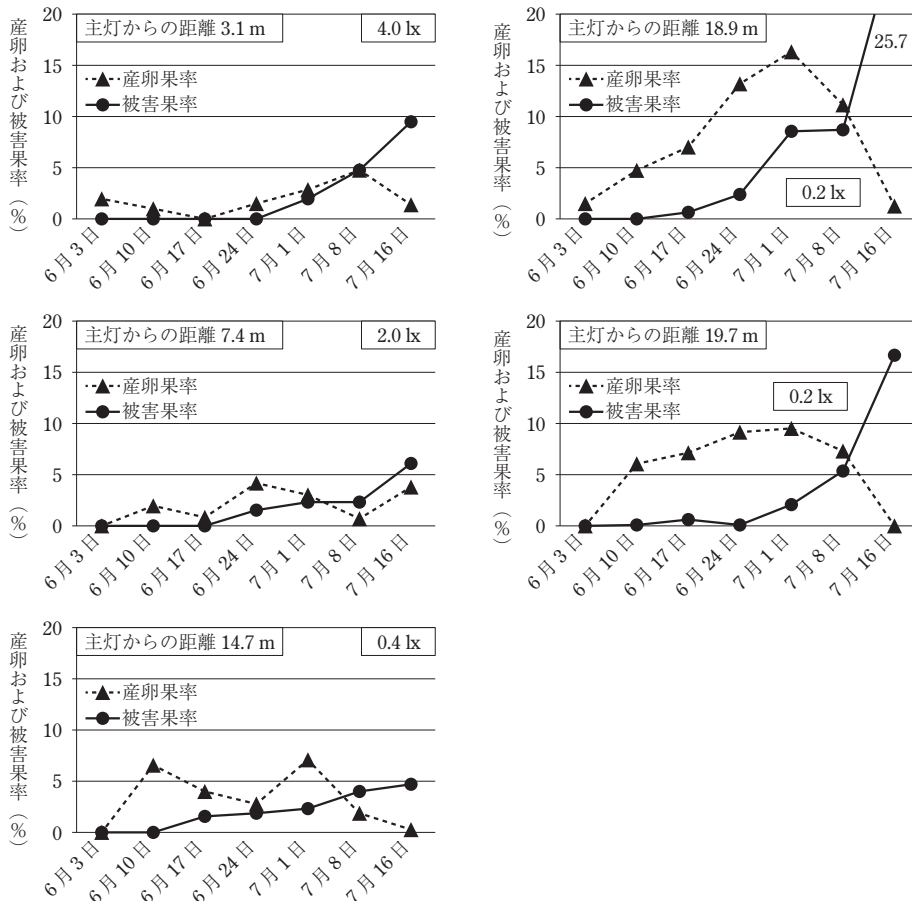 産卵および被害果率(%)
20
15
10
5
0
主灯からの距離 3.1 m
4.0 lx
産卵果率
被害果率
6月3日
6月10日
6月17日
6月24日
7月1日
7月8日
7月16日
産卵および被害果率(%)
20
15
10
5
0
主灯からの距離 18.9 m
25.7
産卵果率
被害果率
0.2 lx
6月3日
6月10日
6月17日
6月24日
7月1日
7月8日
7月16日
産卵および被害果率(%)
20
15
10
5
0
主灯からの距離 7.4 m
2.0 lx
産卵果率
被害果率
6月3日
6月10日
6月17日
6月24日
7月1日
7月8日
7月16日
産卵および被害果率(%)
20
15
10
5
0
主灯からの距離 19.7 m
産卵果率
被害果率
0.2 lx
6月3日
6月10日
6月17日
6月24日
7月1日
7月8日
7月16日
産卵および被害果率(%)
20
15
10
5
0
主灯からの距離 14.7 m
0.4 lx
産卵果率
被害果率
6月3日
6月10日
6月17日
6月24日
7月1日
7月8日
7月16日